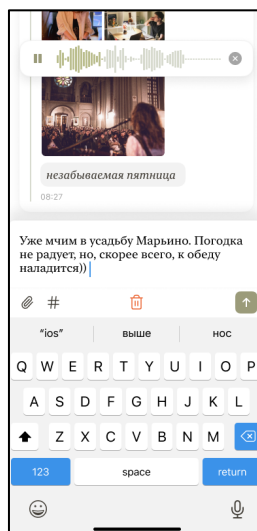 незабываемая пятница
08:27
Уже мчим в усадьбу Марьино. Погодка
не радует, но, скорее всего, к обеду
наладится))
#
"ios" выше нос
Q W E R T Y U I O P
A S D F G H J K L
Z X C V B N M
123 space return